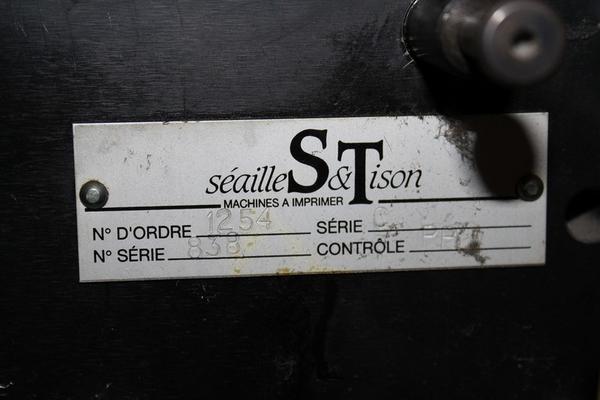 séaille S&Tison
MACHINES A IMPRIMER
N° D'ORDRE 1254 SÉRIE
N° SÉRIE 838 CONTRÔLE